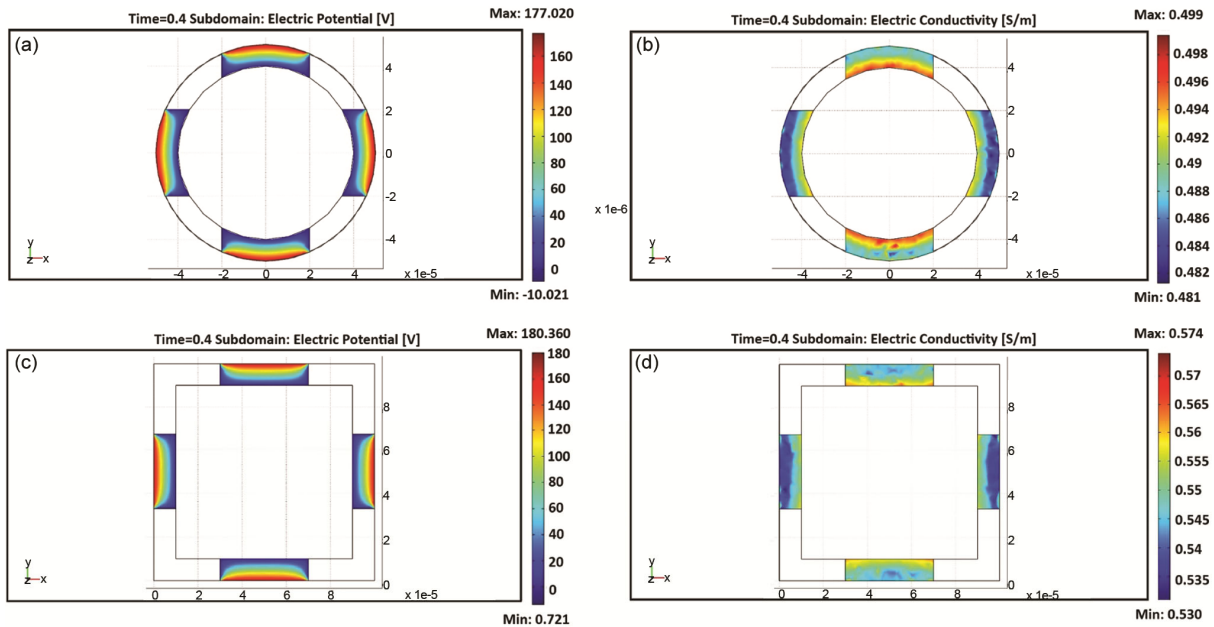 Time=0.4 Subdomain: Electric Potential [V]
Max: 177.020
(a)
160
140
120
100
80
60
40
20
0
4
2
0
-2
-4
-4
-2
0
2
4
x 1e-5
y
z
x
Min: -10.021
Time=0.4 Subdomain: Electric Conductivity [S/m]
Max: 0.499
(b)
0.498
0.496
0.494
0.492
0.49
0.488
0.486
0.484
0.482
4
2
0
-2
-4
x 1e-6
-4
-2
0
2
4
x 1e-5
y
z
x
Min: 0.481
Time=0.4 Subdomain: Electric Potential [V]
Max: 180.360
(c)
180
160
140
120
100
80
60
40
20
0
8
6
4
2
0
0
2
4
6
8
x 1e-5
y
z
x
Min: 0.721
Time=0.4 Subdomain: Electric Conductivity [S/m]
Max: 0.574
(d)
0.57
0.565
0.56
0.555
0.55
0.545
0.54
0.535
8
6
4
2
0
0
2
4
6
8
x 1e-5
y
z
x
Min: 0.530